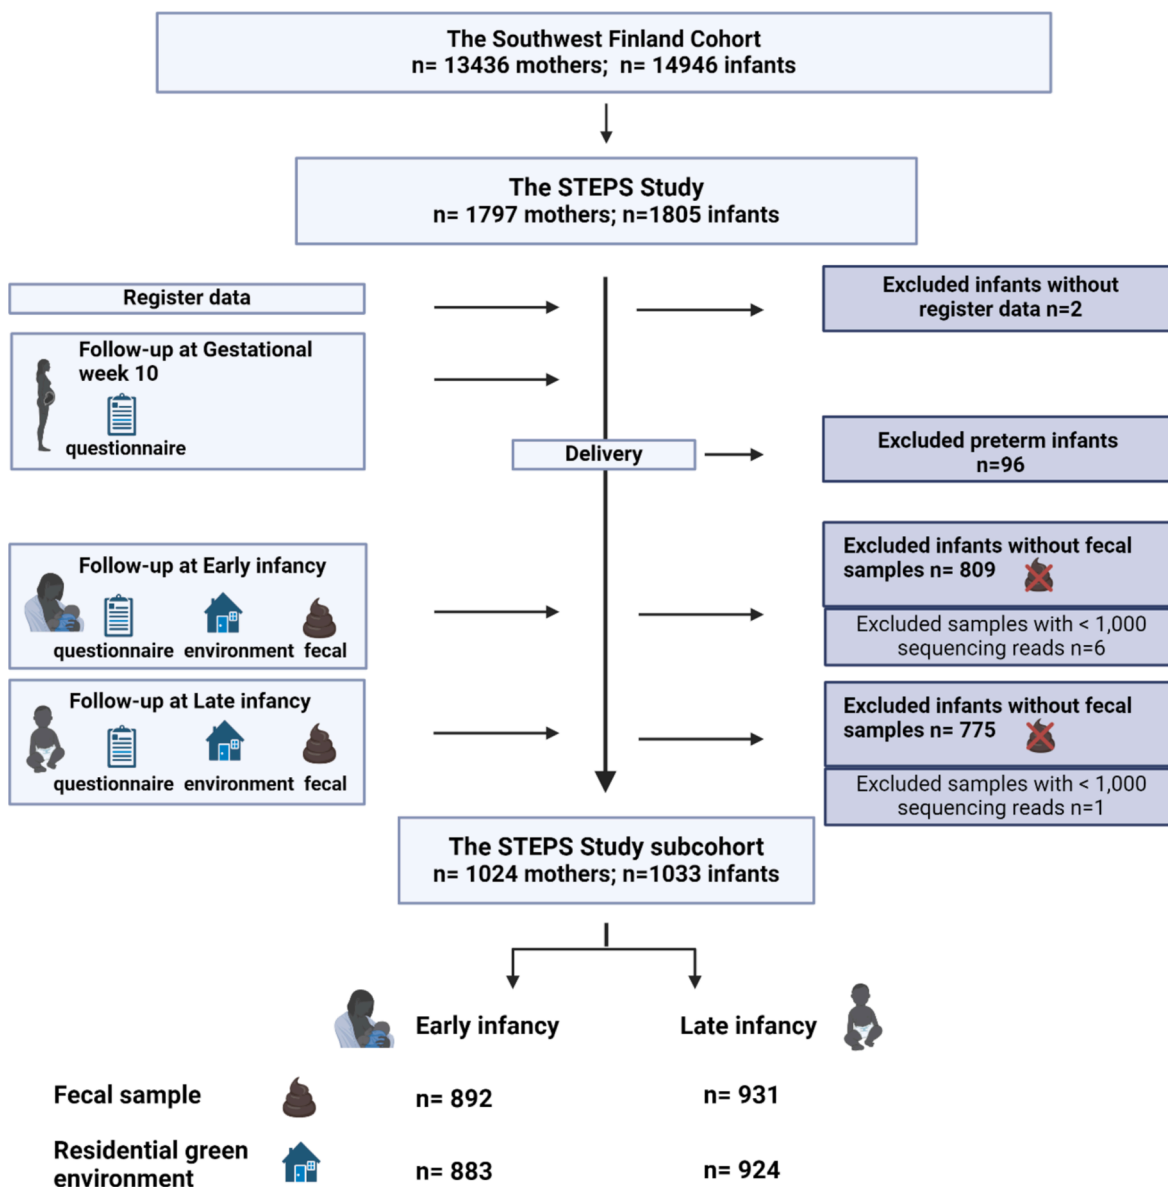 The Southwest Finland Cohort
n= 13436 mothers;  n= 14946 infants
The STEPS Study
n= 1797 mothers; n=1805 infants
Register data
Excluded infants without
register data n=2
Follow-up at Gestational
week 10
questionnaire
Delivery
Excluded preterm infants
n=96
Follow-up at Early infancy
questionnaire environment fecal
Excluded infants without fecal
samples n= 809
Excluded samples with < 1,000
sequencing reads n=6
Follow-up at Late infancy
questionnaire environment fecal
Excluded infants without fecal
samples n= 775
Excluded samples with < 1,000
sequencing reads n=1
The STEPS Study subcohort
n= 1024 mothers; n=1033 infants
Early infancy
Late infancy
Fecal sample n= 892 n= 931
Residential green
environment n= 883 n= 924